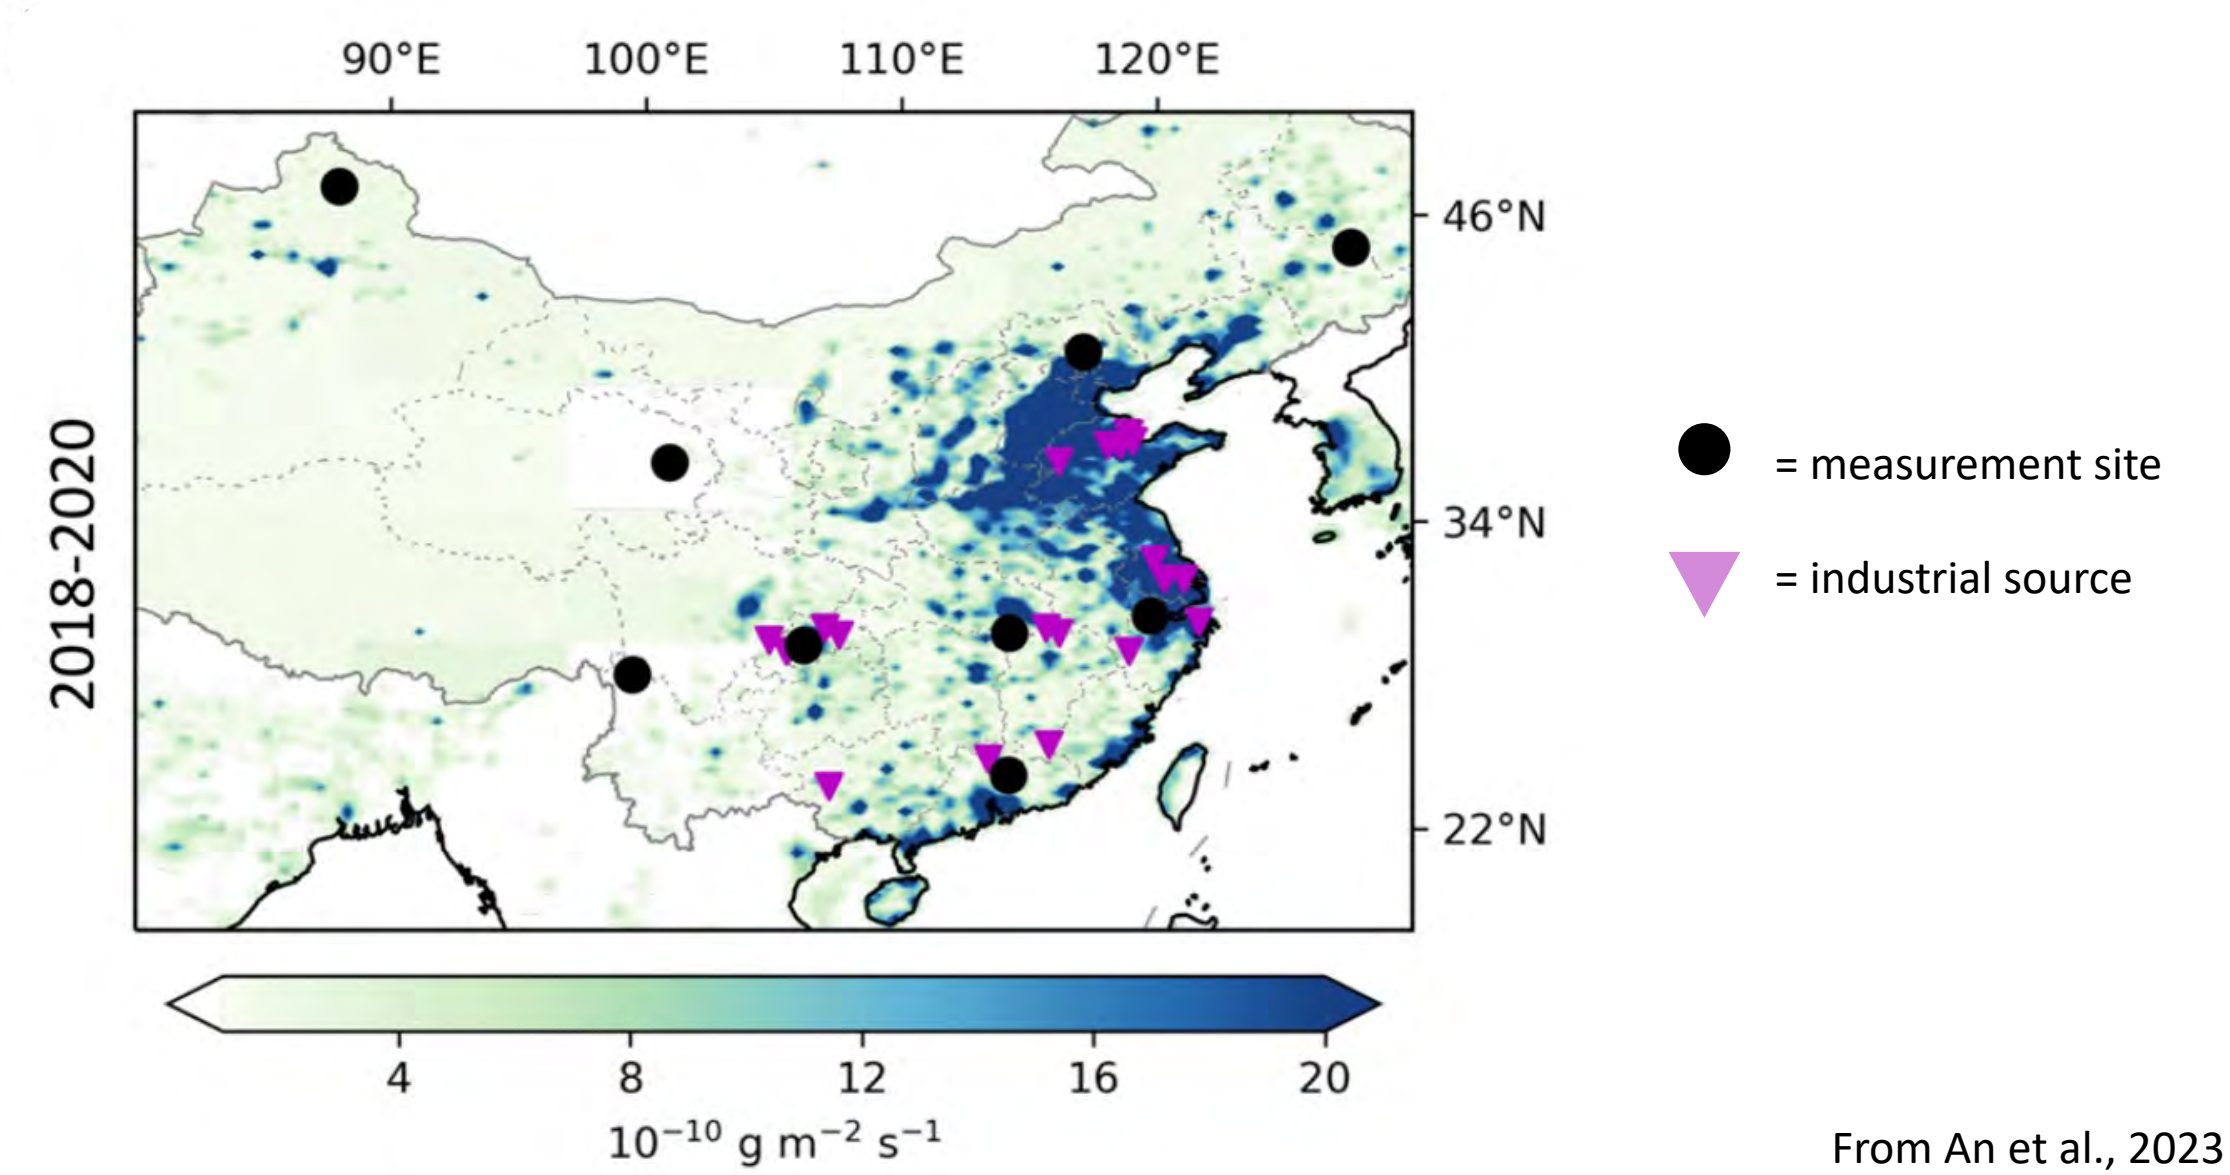 90°E 100°E 110°E 120°E
46°N
34°N
22°N
2018-2020
= measurement site
= industrial source
4 8 12 16 20
10⁻¹⁰ g m⁻² s⁻¹
From An et al., 2023